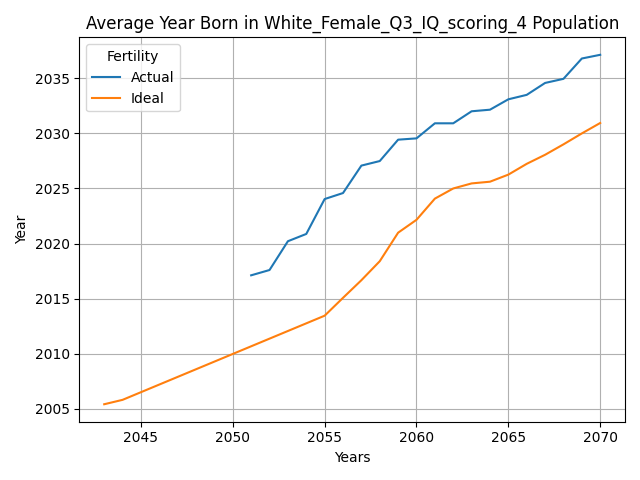 Average Year Born in White_Female_Q3_IQ_scoring_4 Population
Fertility
Actual
Ideal
2035
2030
2025
2020
2015
2010
2005
Year
2045 2050 2055 2060 2065 2070
Years